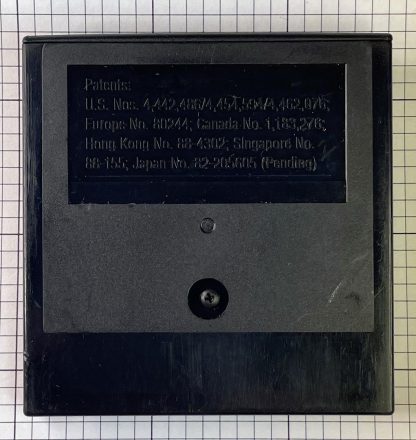 Patents:
U.S. Nos. 4,442,486/4,454,594/4,462,076;
Europe No. 80244; Canada No. 1,183,276;
Hong Kong No. 88-4302; Singapore No.
88-155; Japan No. 82-205605 (Pending)